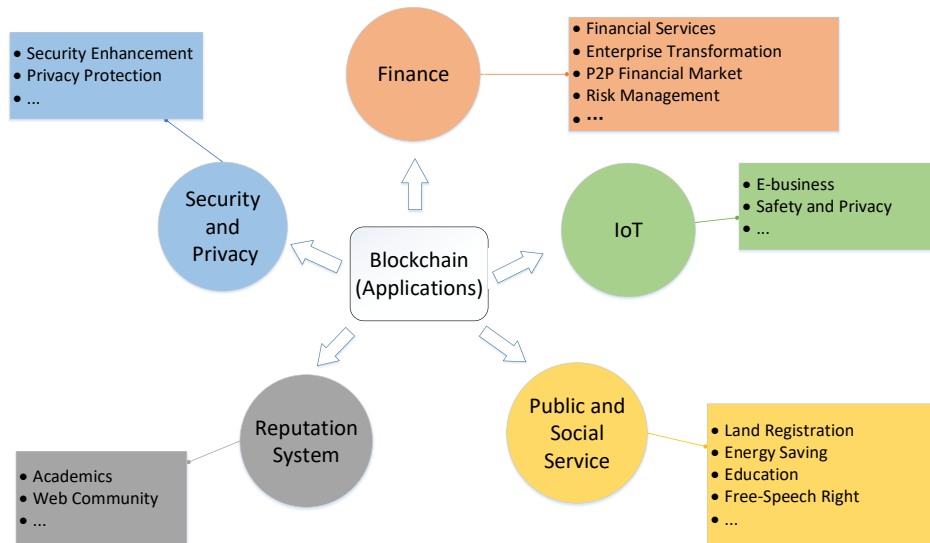 • Security Enhancement
• Privacy Protection
• ...
Finance
• Financial Services
• Enterprise Transformation
• P2P Financial Market
• Risk Management
• ...
Security
and
Privacy
IoT
• E-business
• Safety and Privacy
• ...
Blockchain
(Applications)
Reputation
System
• Academics
• Web Community
• ...
Public and
Social
Service
• Land Registration
• Energy Saving
• Education
• Free-Speech Right
• ...